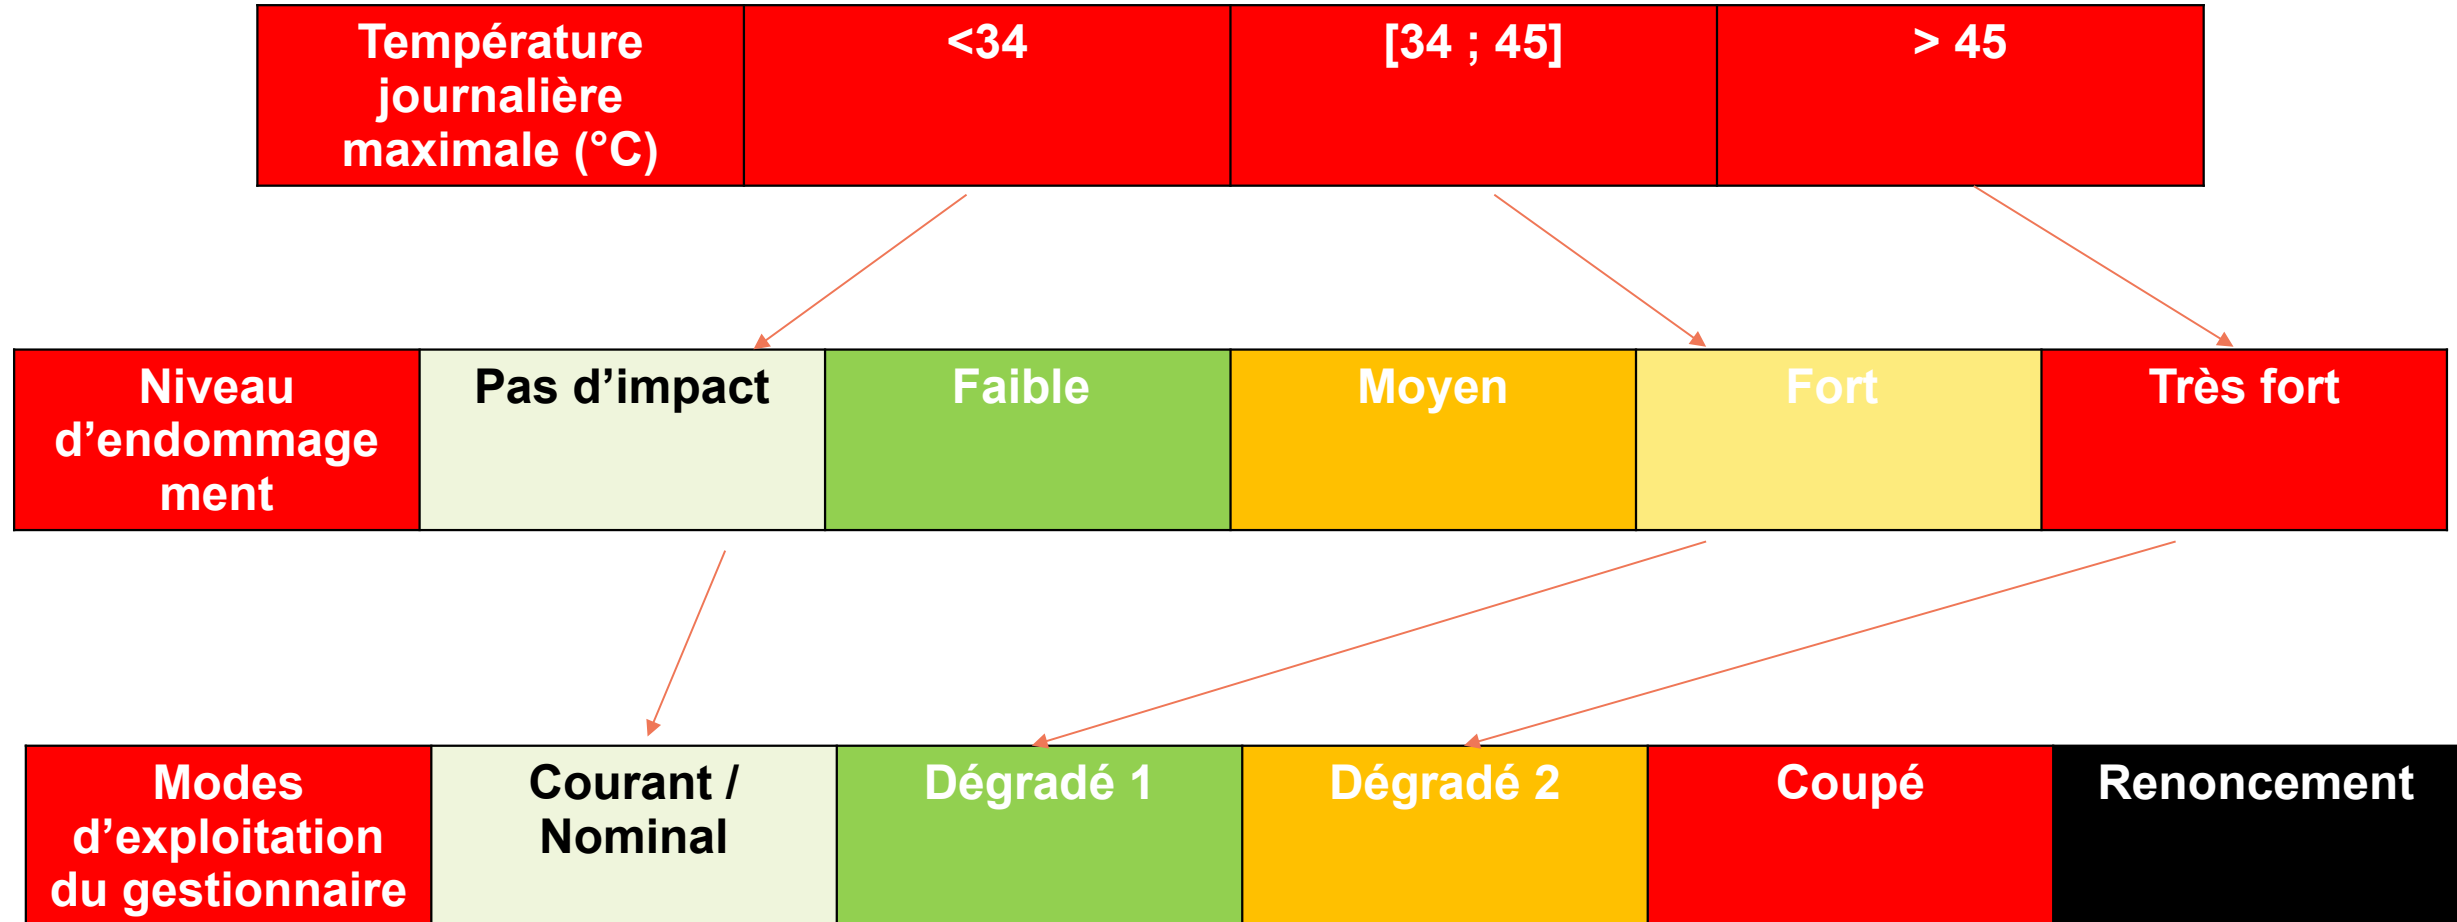 Température
journalière
maximale (°C)
<34
[34 ; 45]
> 45
Niveau
d’endommage
ment
Pas d’impact
Faible
Moyen
Fort
Très fort
Modes
d’exploitation
du gestionnaire
Courant /
Nominal
Dégradé 1
Dégradé 2
Coupé
Renoncement